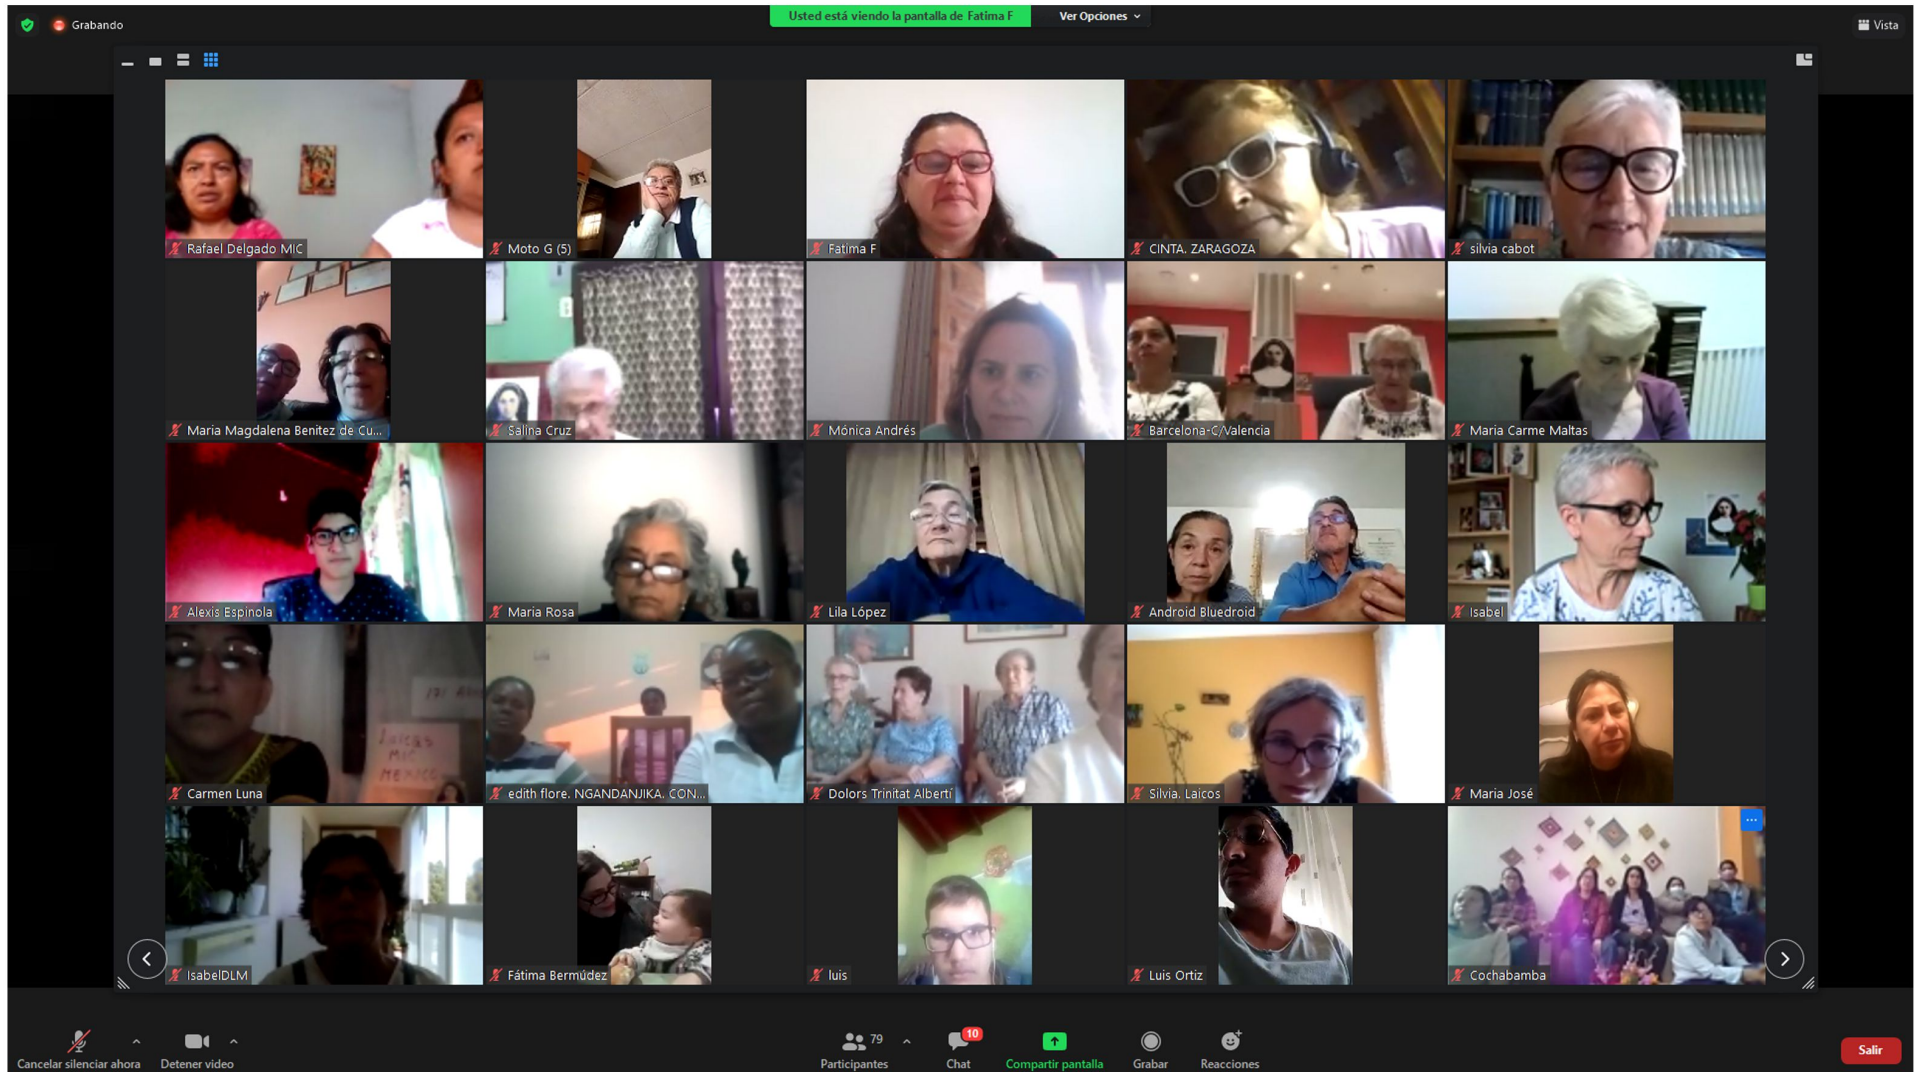 Grabando
Usted está viendo la pantalla de Fatima F
Ver Opciones
Vista
Rafael Delgado MIC
Moto G (5)
Fatima F
CINTA. ZARAGOZA
silvia cabot
Maria Magdalena Benitez de Cu...
Salina Cruz
Mónica Andrés
Barcelona-C/Valencia
Maria Carme Maltas
Alexis Espinola
Maria Rosa
Lila López
Android Bluedroid
Isabel
Laicos
MIC
MEXICO
Carmen Luna
edith flore. NGANDANJIKA. CON...
Dolors Trinitat Albertí
Silvia. Laicos
Maria José
IsabelDLM
Fátima Bermúdez
luis
Luis Ortiz
Cochabamba
Cancelar silenciar ahora
Detener video
79
Participantes
10
Chat
Compartir pantalla
Grabar
Reacciones
Salir